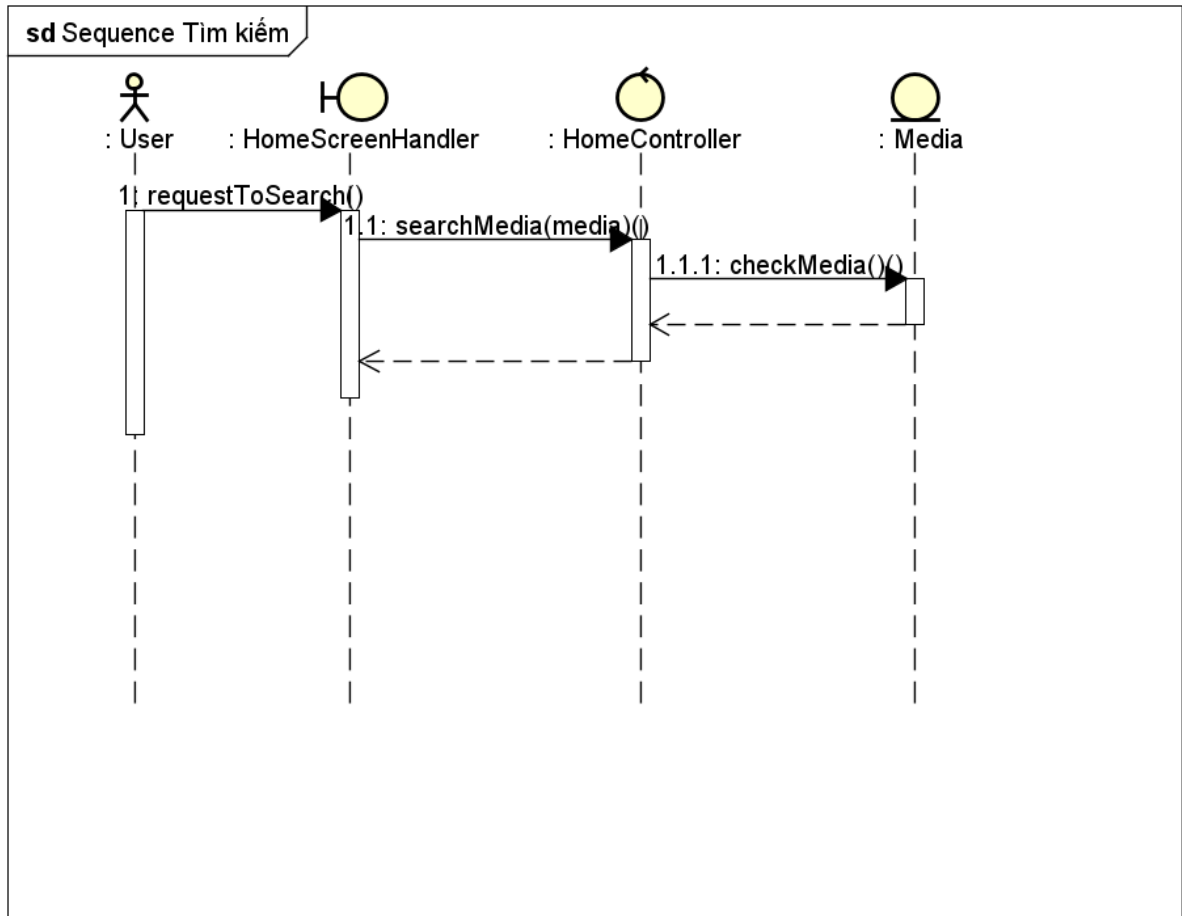 sd Sequence Tìm kiếm
: User
: HomeScreenHandler
: HomeController
: Media
1: requestToSearch()
1.1: searchMedia(media)()
1.1.1: checkMedia()()